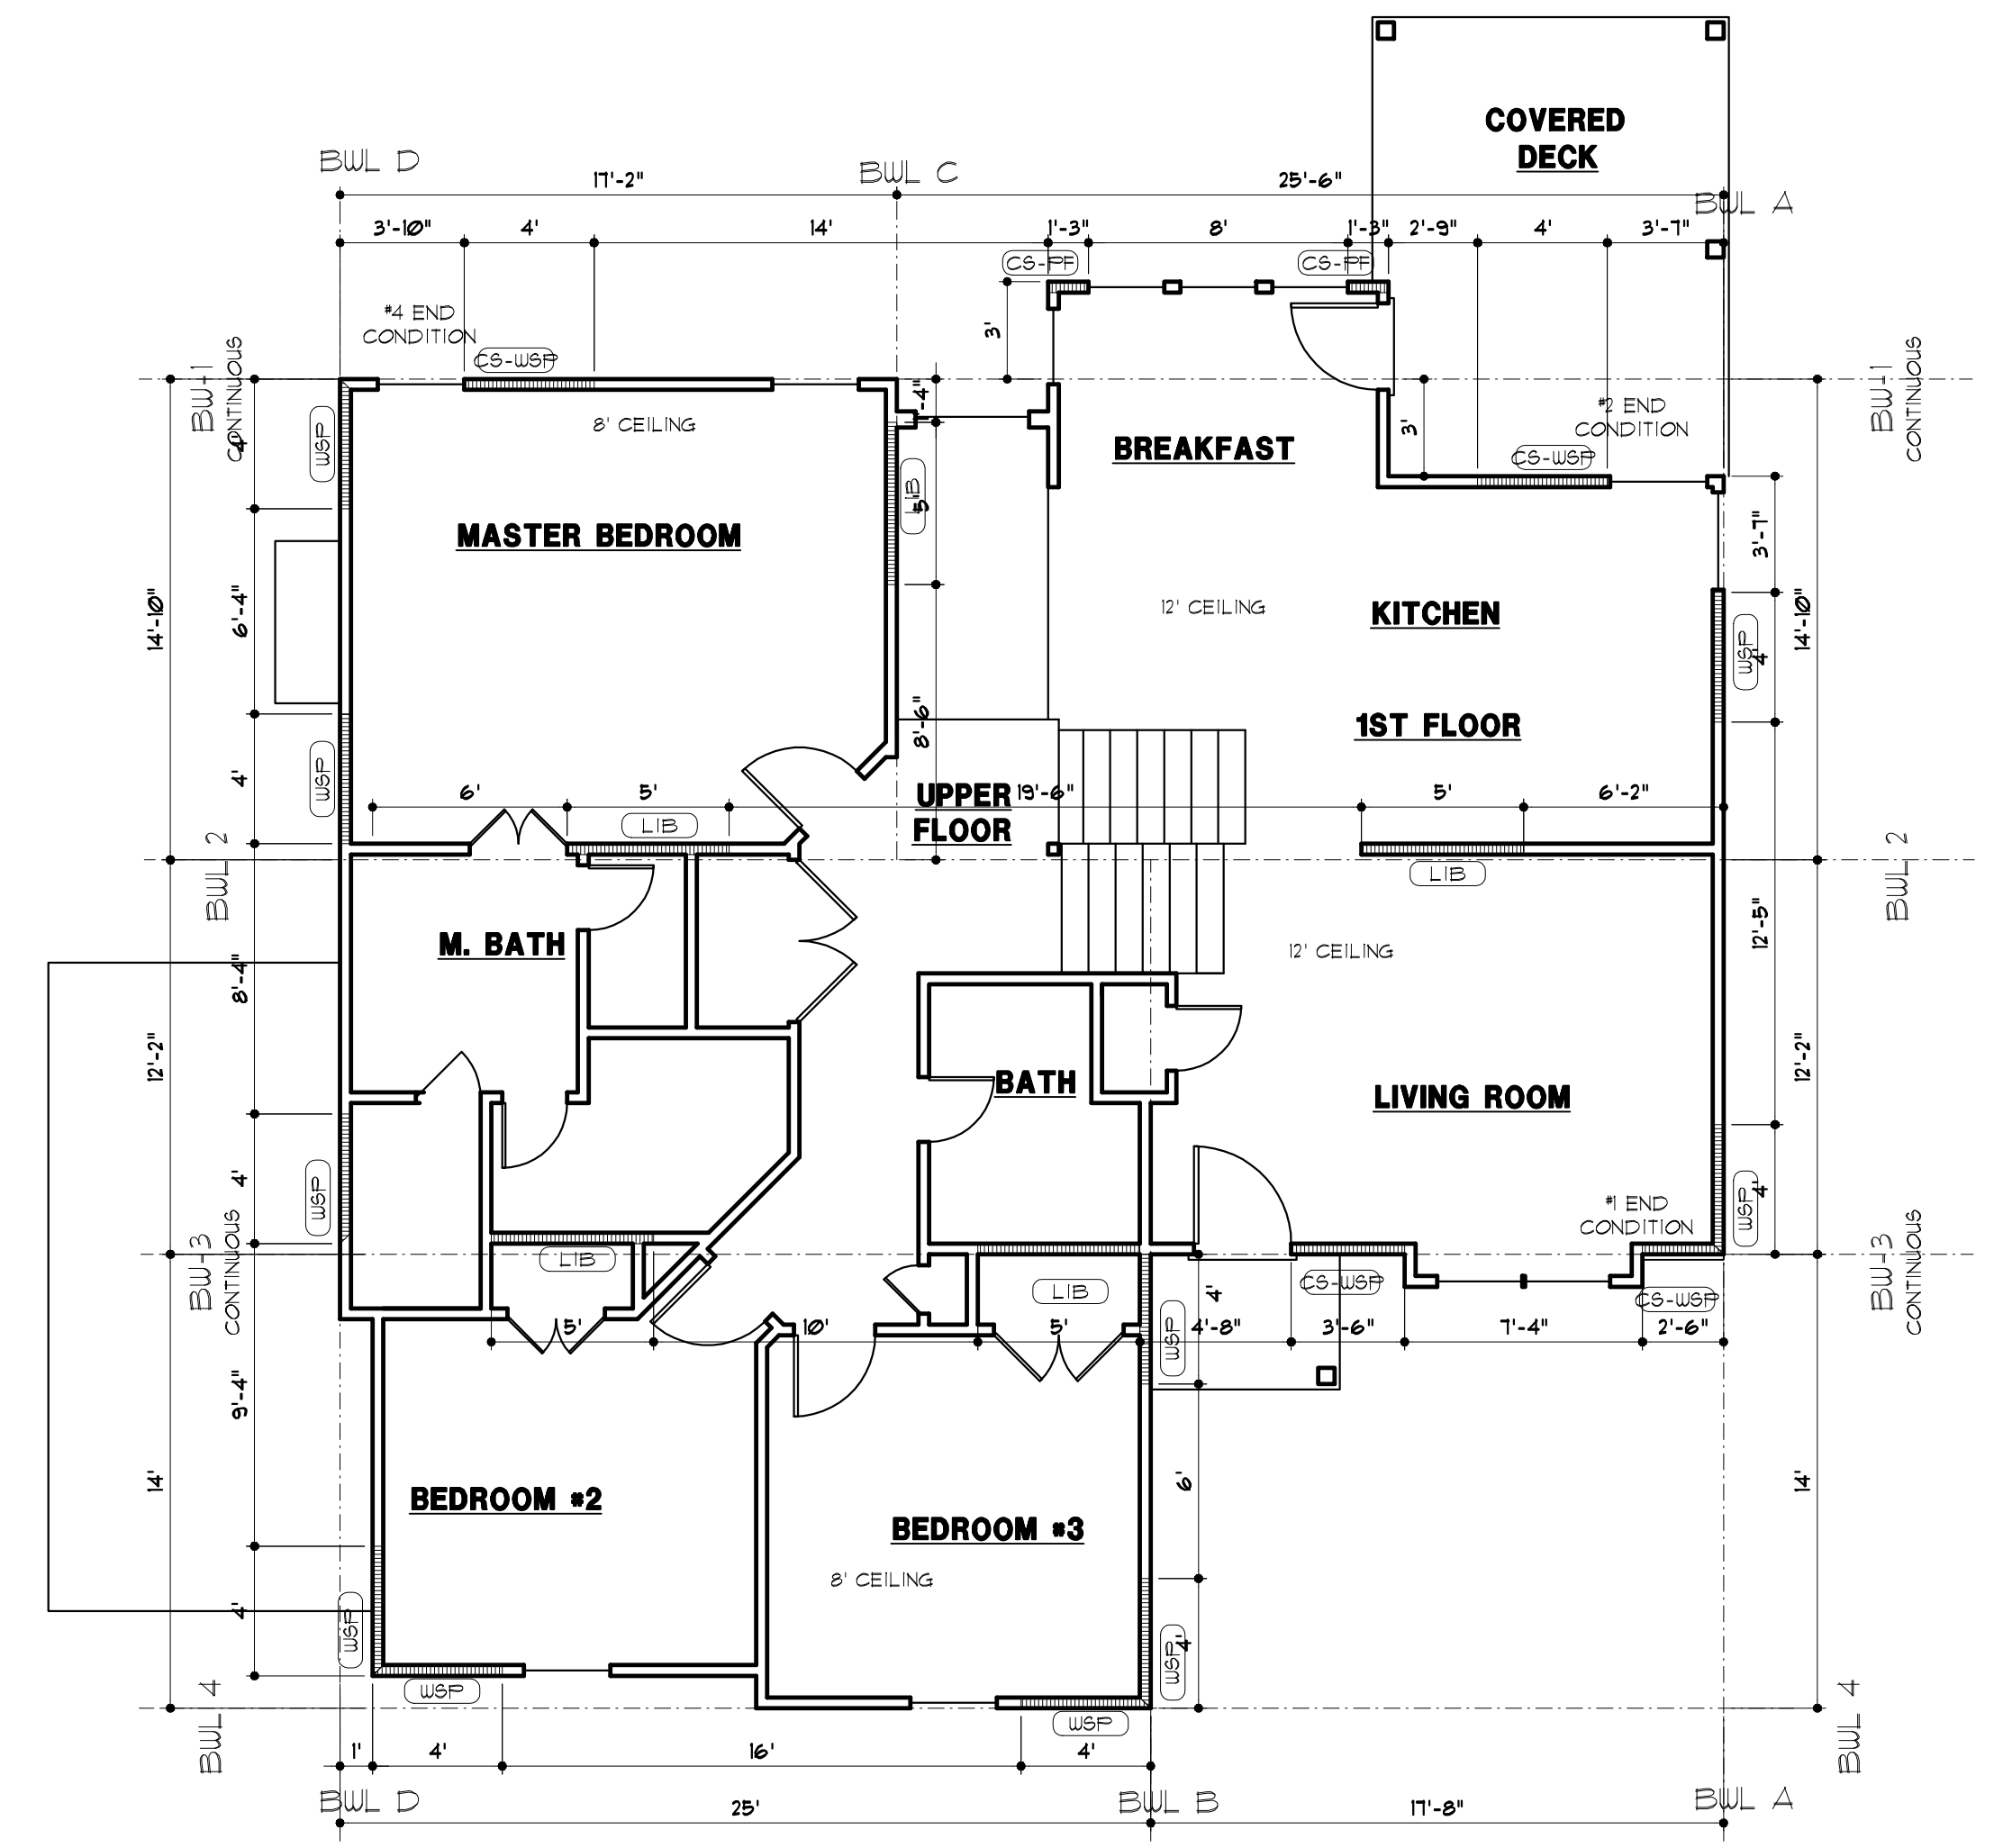 COVERED
DECK
BWL D
BWL C
BWL A
17'-2"
25'-6"
3'-10"
4'
14'
1'-3"
8'
1'-3"
2'-9"
4'
3'-7"
CS-PF
CS-PF
#4 END
CONDITION
CS-WSP
3'
BW-1
CONTINUOUS
4'
WSP
8' CEILING
BREAKFAST
3'
#2 END
CONDITION
CS-WSP
BW-1
CONTINUOUS
LIB
5'
MASTER BEDROOM
3'-7"
14'-10"
6'-4"
12' CEILING
KITCHEN
WSP
4'
14'-10"
8'-6"
1ST FLOOR
4'
WSP
6'
5'
LIB
UPPER
FLOOR
19'-6"
5'
6'-2"
LIB
BWL 2
BWL 2
M. BATH
12' CEILING
12'-5"
8'-4"
12'-2"
BATH
LIVING ROOM
12'-2"
4'
WSP
#1 END
CONDITION
WSP
4'
BW-3
CONTINUOUS
LIB
LIB
4'
CS-WSP
CS-WSP
BW-3
CONTINUOUS
5'
10'
5'
WSP
4'-8"
3'-6"
7'-4"
2'-6"
9'-4"
14'
BEDROOM #2
BEDROOM #3
6'
14'
8' CEILING
4'
WSP
WSP
4'
WSP
WSP
BWL 4
BWL 4
1'
4'
16'
4'
BWL D
25'
BWL B
17'-8"
BWL A